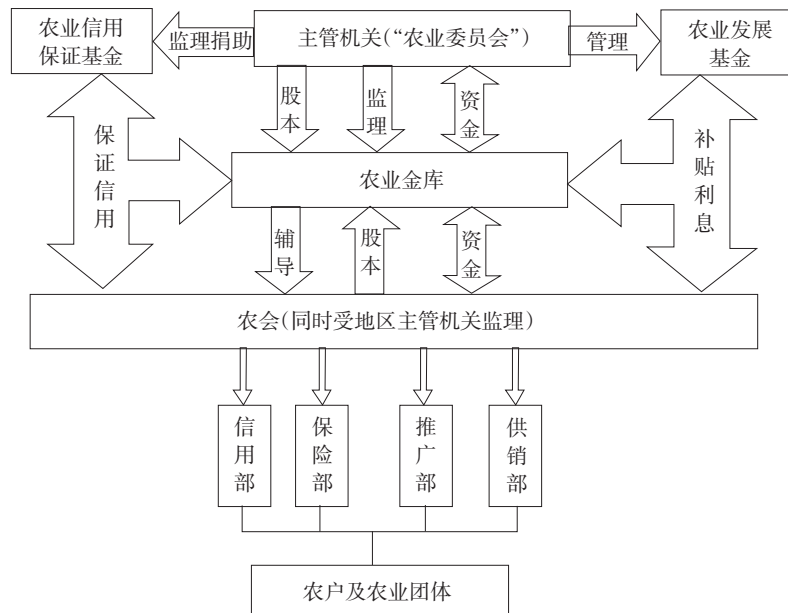 农业信用
保证基金
监理捐助
主管机关(“农业委员会”)
管理
农业发展
基金
股本
监理
资金
保证信用
补贴利息
农业金库
辅导
股本
资金
农会(同时受地区主管机关监理)
信用部
保险部
推广部
供销部
农户及农业团体